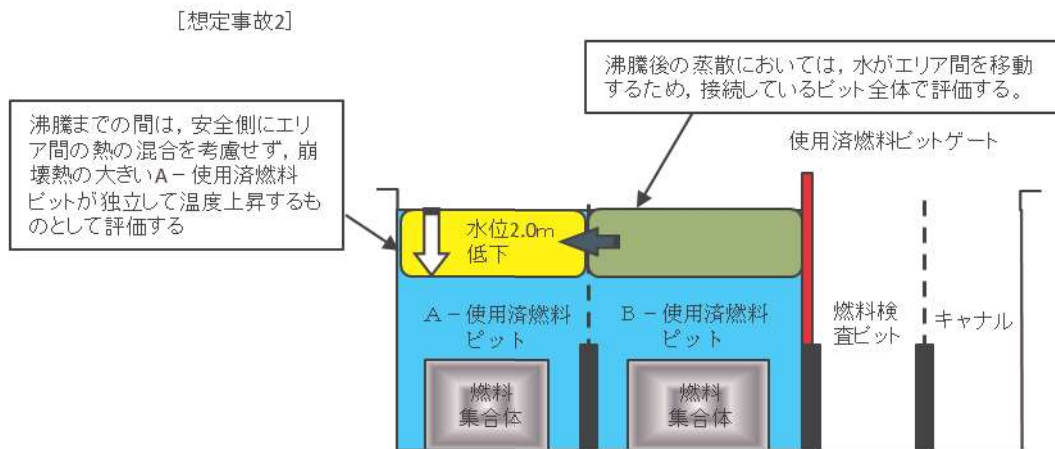 [想定事故2]
沸騰後の蒸散においては，水がエリア間を移動
するため，接続しているピット全体で評価する。
沸騰までの間は，安全側にエリ
ア間の熱の混合を考慮せず，崩
壊熱の大きいA－使用済燃料
ピットが独立して温度上昇するも
のとして評価する
使用済燃料ピットゲート
水位2.0m
低下
A－使用済燃料
ピット
B－使用済燃料
ピット
燃料検
査ピット
キャナル
燃料
集合体
燃料
集合体